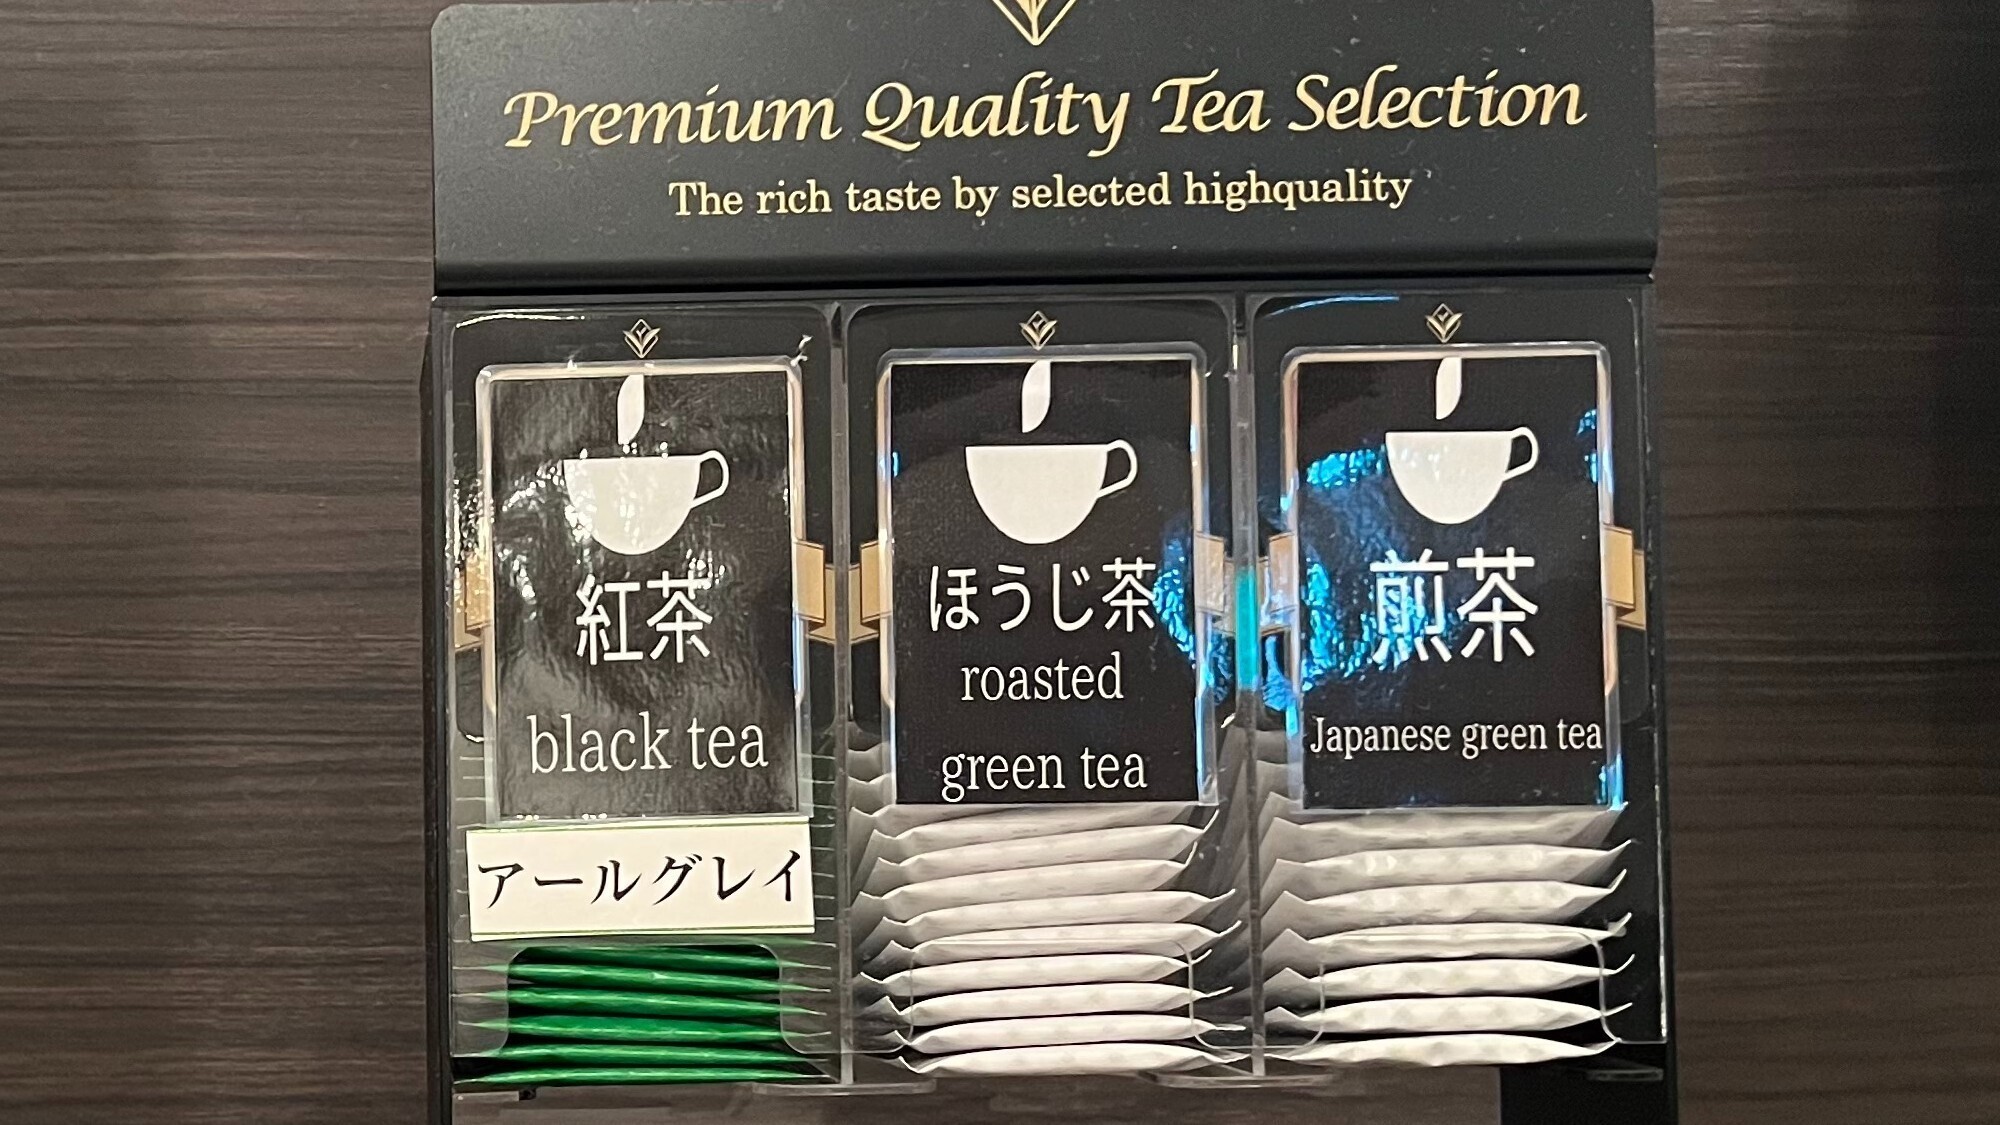 Premium Quality Tea Selection
The rich taste by selected highquality
紅茶
black tea
アールグレイ
ほうじ茶
roasted
green tea
煎茶
Japanese green tea